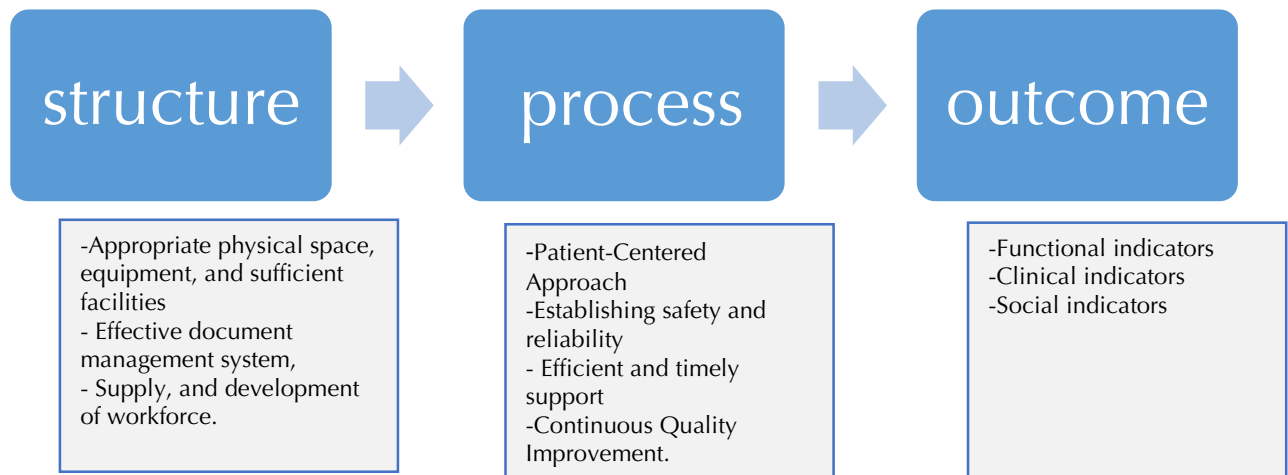 structure
process
outcome
-Appropriate physical space,
equipment, and sufficient
facilities
- Effective document
management system,
- Supply, and development
of workforce.
-Patient-Centered
Approach
-Establishing safety and
reliability
- Efficient and timely
support
-Continuous Quality
Improvement.
-Functional indicators
-Clinical indicators
-Social indicators